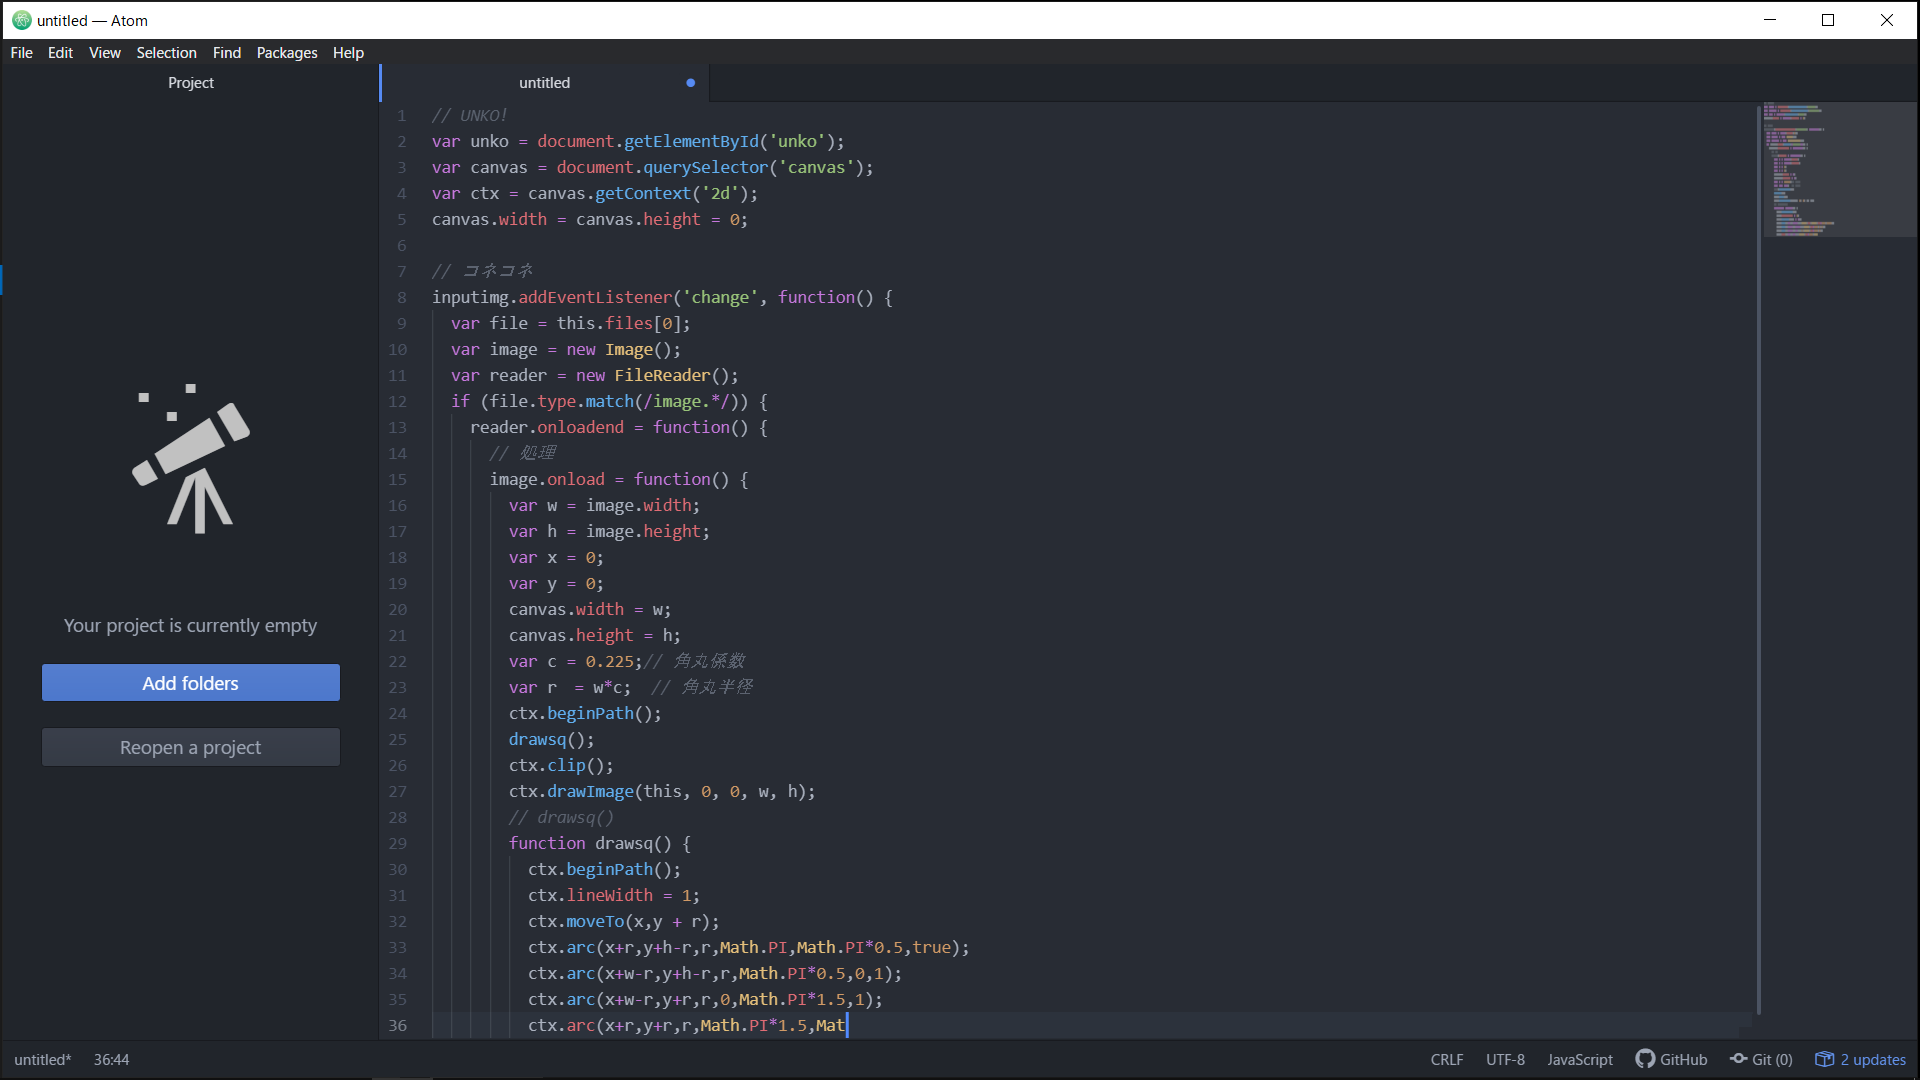 untitled — Atom
File Edit View Selection Find Packages Help
Project
untitled
1 // UNKO!
2 var unko = document.getElementById('unko');
3 var canvas = document.querySelector('canvas');
4 var ctx = canvas.getContext('2d');
5 canvas.width = canvas.height = 0;
6
7 // コネコネ
8 inputimg.addEventListener('change', function() {
9 var file = this.files[0];
10 var image = new Image();
11 var reader = new FileReader();
12 if (file.type.match(/image.*/)) {
13 reader.onloadend = function() {
14 // 処理
15 image.onload = function() {
16 var w = image.width;
17 var h = image.height;
18 var x = 0;
19 var y = 0;
20 canvas.width = w;
21 canvas.height = h;
22 var c = 0.225;// 角丸係数
23 var r  = w*c;  // 角丸半径
24 ctx.beginPath();
25 drawsq();
26 ctx.clip();
27 ctx.drawImage(this, 0, 0, w, h);
28 // drawsq()
29 function drawsq() {
30 ctx.beginPath();
31 ctx.lineWidth = 1;
32 ctx.moveTo(x,y + r);
33 ctx.arc(x+r,y+h-r,r,Math.PI,Math.PI*0.5,true);
34 ctx.arc(x+w-r,y+h-r,r,Math.PI*0.5,0,1);
35 ctx.arc(x+w-r,y+r,r,0,Math.PI*1.5,1);
36 ctx.arc(x+r,y+r,r,Math.PI*1.5,Mat
Your project is currently empty
Add folders
Reopen a project
untitled* 36:44 CRLF UTF-8 JavaScript GitHub Git (0) 2 updates